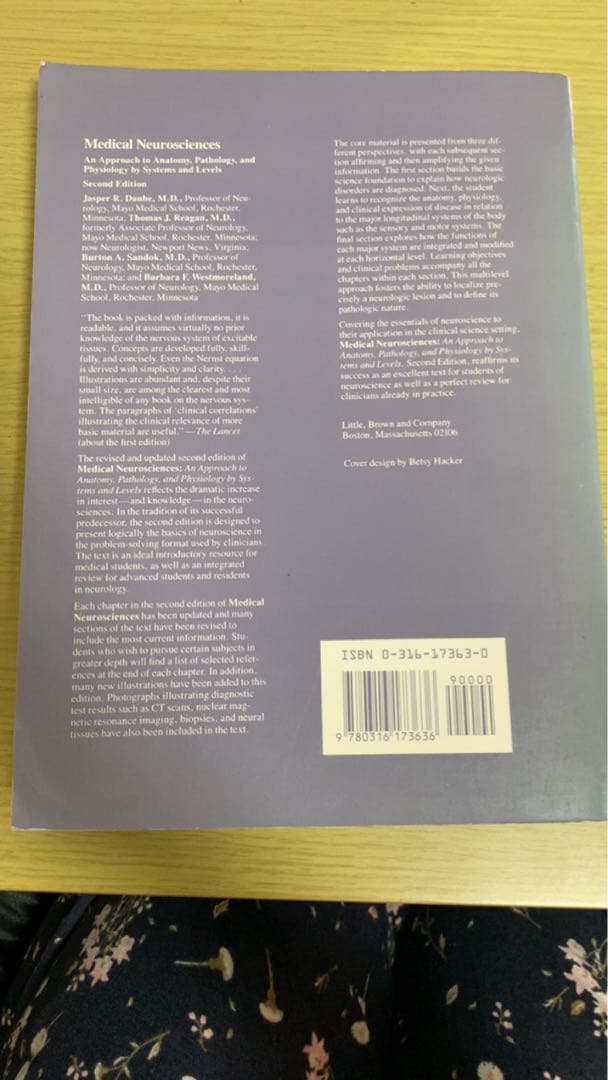 Medical Neurosciences
An Approach to Anatomy, Pathology, and
Physiology by Systems and Levels
Second Edition
Jasper R. Daube, M.D., Professor of Neu-
rology, Mayo Medical School, Rochester,
Minnesota; Thomas J. Reagan, M.D.,
formerly Associate Professor of Neurology,
Mayo Medical School, Rochester, Minnesota;
now Neurologist, Newport News, Virginia;
Burton A. Sandok, M.D., Professor of
Neurology, Mayo Medical School, Rochester,
Minnesota; and Barbara F. Westmoreland,
M.D., Professor of Neurology, Mayo Medical
School, Rochester, Minnesota
"The book is packed with information, it is
readable, and it assumes virtually no prior
knowledge of the nervous system of excitable
tissues. Concepts are developed fully, skill-
fully, and concisely. Even the Nernst equation
is derived with simplicity and clarity. . . .
Illustrations are abundant and, despite their
small size, are among the clearest and most
intelligible of any book on the nervous sys-
tem. The paragraphs of 'clinical correlations'
illustrating the clinical relevance of more
basic material are useful."—The Lancet
(about the first edition)
The revised and updated second edition of
Medical Neurosciences: An Approach to
Anatomy, Pathology, and Physiology by Sys-
tems and Levels reflects the dramatic increase
in interest—and knowledge—in the neuro-
sciences. In the tradition of its successful
predecessor, the second edition is designed to
present logically the basics of neuroscience in
the problem-solving format used by clinicians.
The text is an ideal introductory resource for
medical students, as well as an integrated
review for advanced students and residents
in neurology.
Each chapter in the second edition of Medical
Neurosciences has been updated and many
sections of the text have been revised to
include the most current information. Stu-
dents who wish to pursue certain subjects in
greater depth will find a list of selected refer-
ences at the end of each chapter. In addition,
many new illustrations have been added to this
edition. Photographs illustrating diagnostic
test results such as CT scans, nuclear mag-
netic resonance imaging, biopsies, and neural
tissues have also been included in the text.
The core material is presented from three dif-
ferent perspectives, with each subsequent sec-
tion affirming and then amplifying the given
information. The first section builds the basic
science foundation to explain how neurologic
disorders are diagnosed. Next, the student
learns to recognize the anatomy, physiology,
and clinical expression of disease in relation
to the major longitudinal systems of the body
such as the sensory and motor systems. The
final section explores how the functions of
each major system are integrated and modified
at each horizontal level. Learning objectives
and clinical problems accompany all the
chapters within each section. This multilevel
approach fosters the ability to localize pre-
cisely a neurologic lesion and to define its
pathologic nature.
Covering the essentials of neuroscience to
their application in the clinical science setting,
Medical Neurosciences: An Approach to
Anatomy, Pathology, and Physiology by Sys-
tems and Levels, Second Edition, reaffirms its
success as an excellent text for students of
neuroscience as well as a perfect review for
clinicians already in practice.
Little, Brown and Company
Boston, Massachusetts 02106
Cover design by Betsy Hacker
ISBN 0-316-17363-0
90000
9 780316 173636